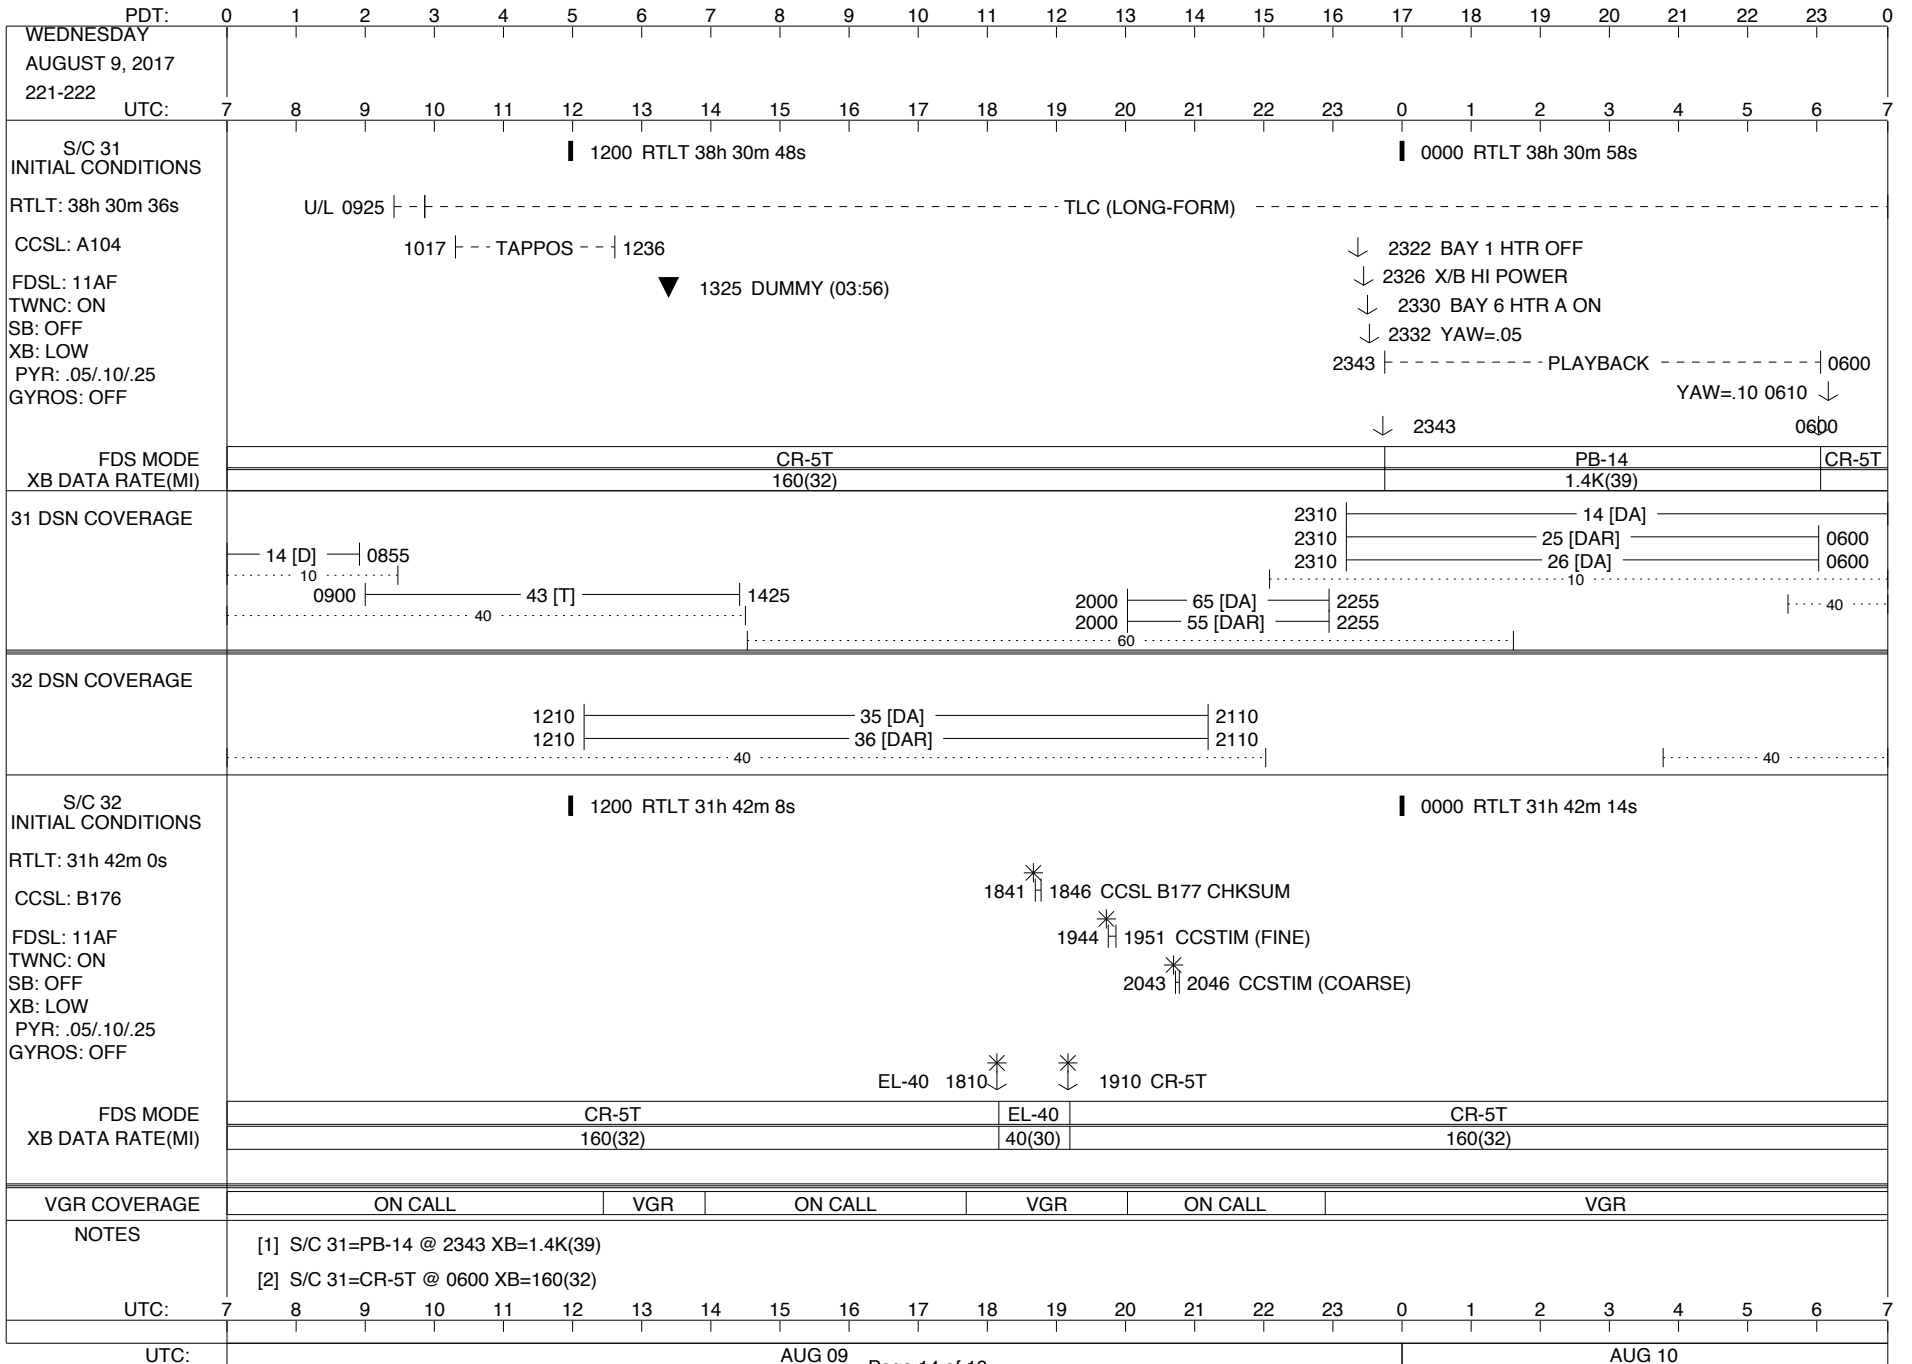 PDT: 0 1 2 3 4 5 6 7 8 9 10 11 12 13 14 15 16 17 18 19 20 21 22 23 0
WEDNESDAY
AUGUST 9, 2017
221-222
UTC: 7 8 9 10 11 12 13 14 15 16 17 18 19 20 21 22 23 0 1 2 3 4 5 6 7
S/C 31
INITIAL CONDITIONS
1200 RTLT 38h 30m 48s
0000 RTLT 38h 30m 58s
RTLT: 38h 30m 36s
U/L 0925 TLC (LONG-FORM)
CCSL: A104
1017 TAPPOS 1236
2322 BAY 1 HTR OFF
FDSL: 11AF
1325 DUMMY (03:56)
2326 X/B HI POWER
TWNC: ON
2330 BAY 6 HTR A ON
SB: OFF
2332 YAW=.05
XB: LOW
2343 PLAYBACK 0600
PYR: .05/.10/.25
GYROS: OFF
YAW=.10 0610
2343 0600
FDS MODE CR-5T PB-14 CR-5T
XB DATA RATE(MI) 160(32) 1.4K(39)
31 DSN COVERAGE
2310 14 [DA]
2310 25 [DAR] 0600
14 [D] 0855
2310 26 [DA] 0600
10 10
0900 43 [T] 1425
2000 65 [DA] 2255
40
40
2000 55 [DAR] 2255
60
32 DSN COVERAGE
1210 35 [DA] 2110
1210 36 [DAR] 2110
40 40
S/C 32
INITIAL CONDITIONS
1200 RTLT 31h 42m 8s
0000 RTLT 31h 42m 14s
RTLT: 31h 42m 0s
CCSL: B176
1841 1846 CCSL B177 CHKSUM
FDSL: 11AF
1944 1951 CCSTIM (FINE)
TWNC: ON
SB: OFF
2043 2046 CCSTIM (COARSE)
XB: LOW
PYR: .05/.10/.25
GYROS: OFF
EL-40 1810 1910 CR-5T
FDS MODE CR-5T EL-40 CR-5T
XB DATA RATE(MI) 160(32) 40(30) 160(32)
VGR COVERAGE ON CALL VGR ON CALL VGR ON CALL VGR
NOTES
[1] S/C 31=PB-14 @ 2343 XB=1.4K(39)
[2] S/C 31=CR-5T @ 0600 XB=160(32)
UTC: 7 8 9 10 11 12 13 14 15 16 17 18 19 20 21 22 23 0 1 2 3 4 5 6 7
UTC: AUG 09 AUG 10